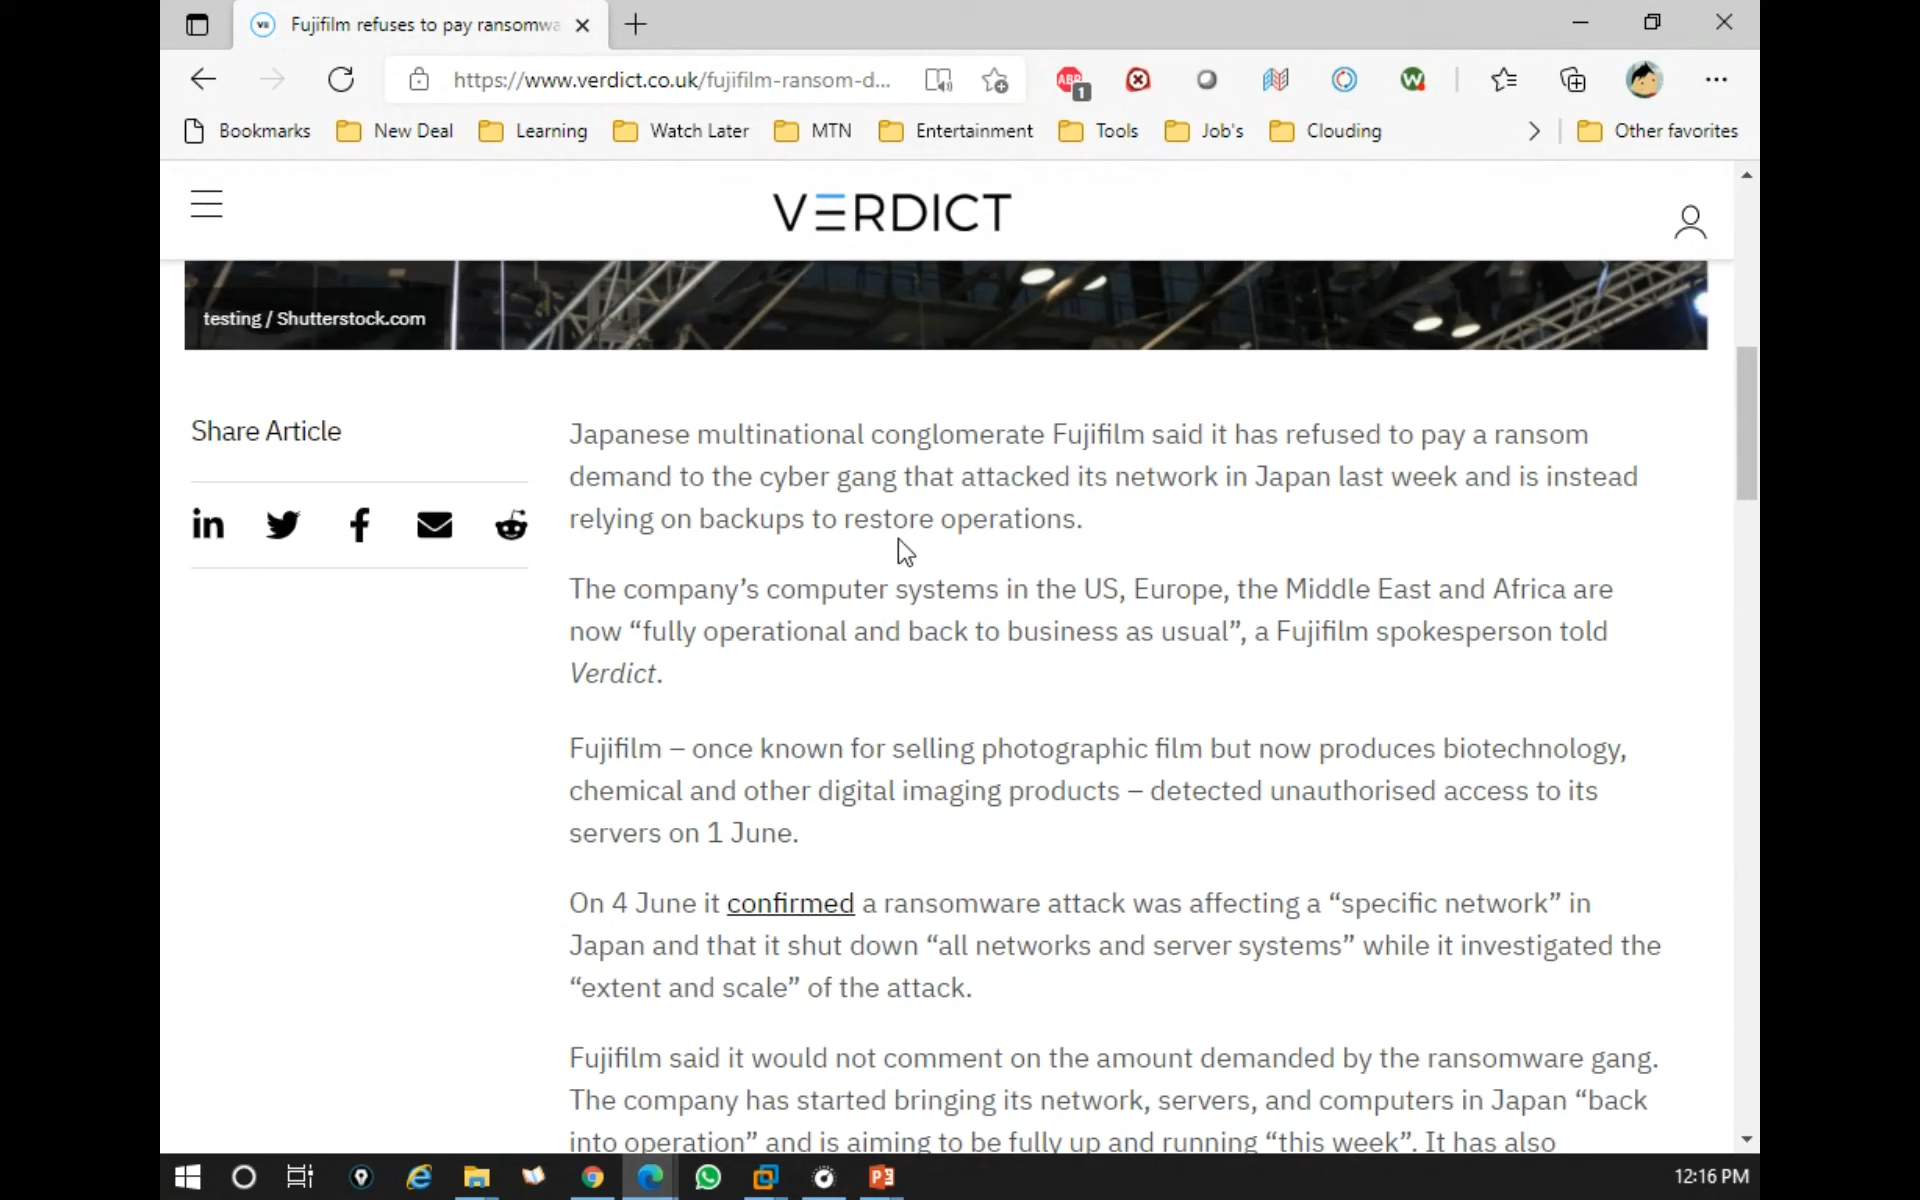 Fujifilm refuses to pay ransomwa
https://www.verdict.co.uk/fujifilm-ransom-d...
ABP
1
Bookmarks
New Deal
Learning
Watch Later
MTN
Entertainment
Tools
Job's
Clouding
Other favorites
VERDICT
testing / Shutterstock.com
Share Article
Japanese multinational conglomerate Fujifilm said it has refused to pay a ransom
demand to the cyber gang that attacked its network in Japan last week and is instead
relying on backups to restore operations.
The company’s computer systems in the US, Europe, the Middle East and Africa are
now “fully operational and back to business as usual”, a Fujifilm spokesperson told
Verdict.
Fujifilm – once known for selling photographic film but now produces biotechnology,
chemical and other digital imaging products – detected unauthorised access to its
servers on 1 June.
On 4 June it confirmed a ransomware attack was affecting a “specific network” in
Japan and that it shut down “all networks and server systems” while it investigated the
“extent and scale” of the attack.
Fujifilm said it would not comment on the amount demanded by the ransomware gang.
The company has started bringing its network, servers, and computers in Japan “back
into operation” and is aiming to be fully up and running “this week”. It has also
12:16 PM